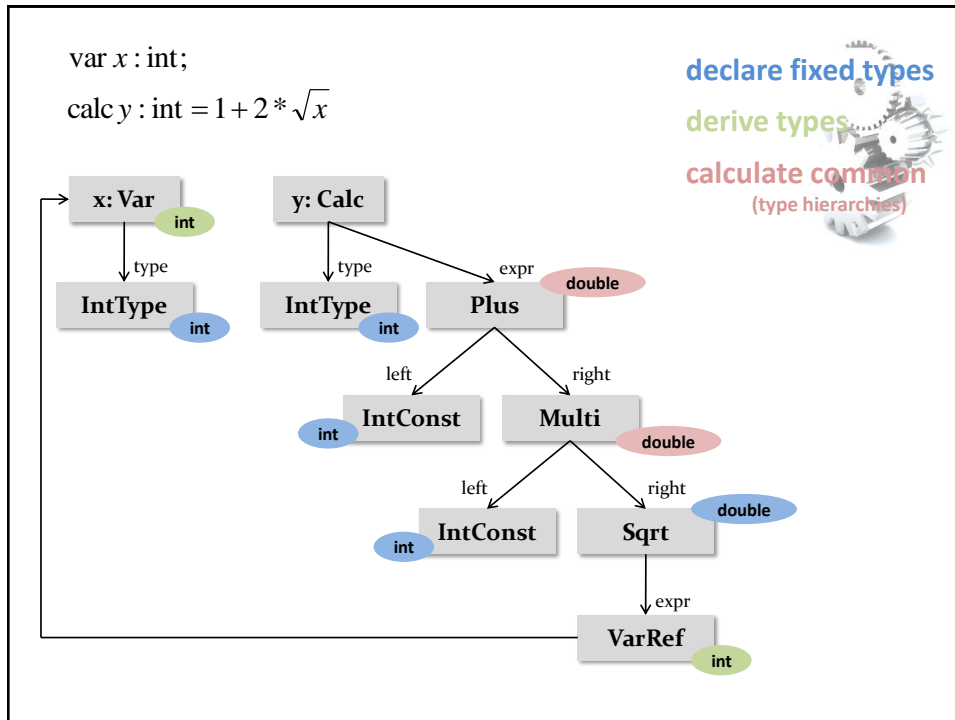 var x : int;
calc y : int = 1 + 2 * √x
declare fixed types
derive types
calculate common
(type hierarchies)
x: Var
int
y: Calc
type
type
expr
IntType
int
IntType
int
Plus
double
left
right
IntConst
int
Multi
double
left
right
IntConst
int
Sqrt
double
expr
VarRef
int